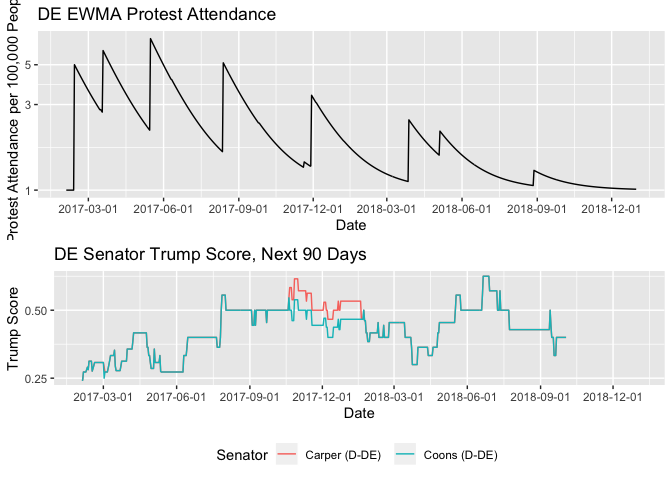 DE EWMA Protest Attendance
Protest Attendance per 100,000
5
3
1
2017-03-01 2017-06-01 2017-09-01 2017-12-01 2018-03-01 2018-06-01 2018-09-01 2018-12-01
Date
DE Senator Trump Score, Next 90 Days
Trump Score
0.50
0.25
2017-03-01 2017-06-01 2017-09-01 2017-12-01 2018-03-01 2018-06-01 2018-09-01 2018-12-01
Date
Senator Carper (D-DE) Coons (D-DE)